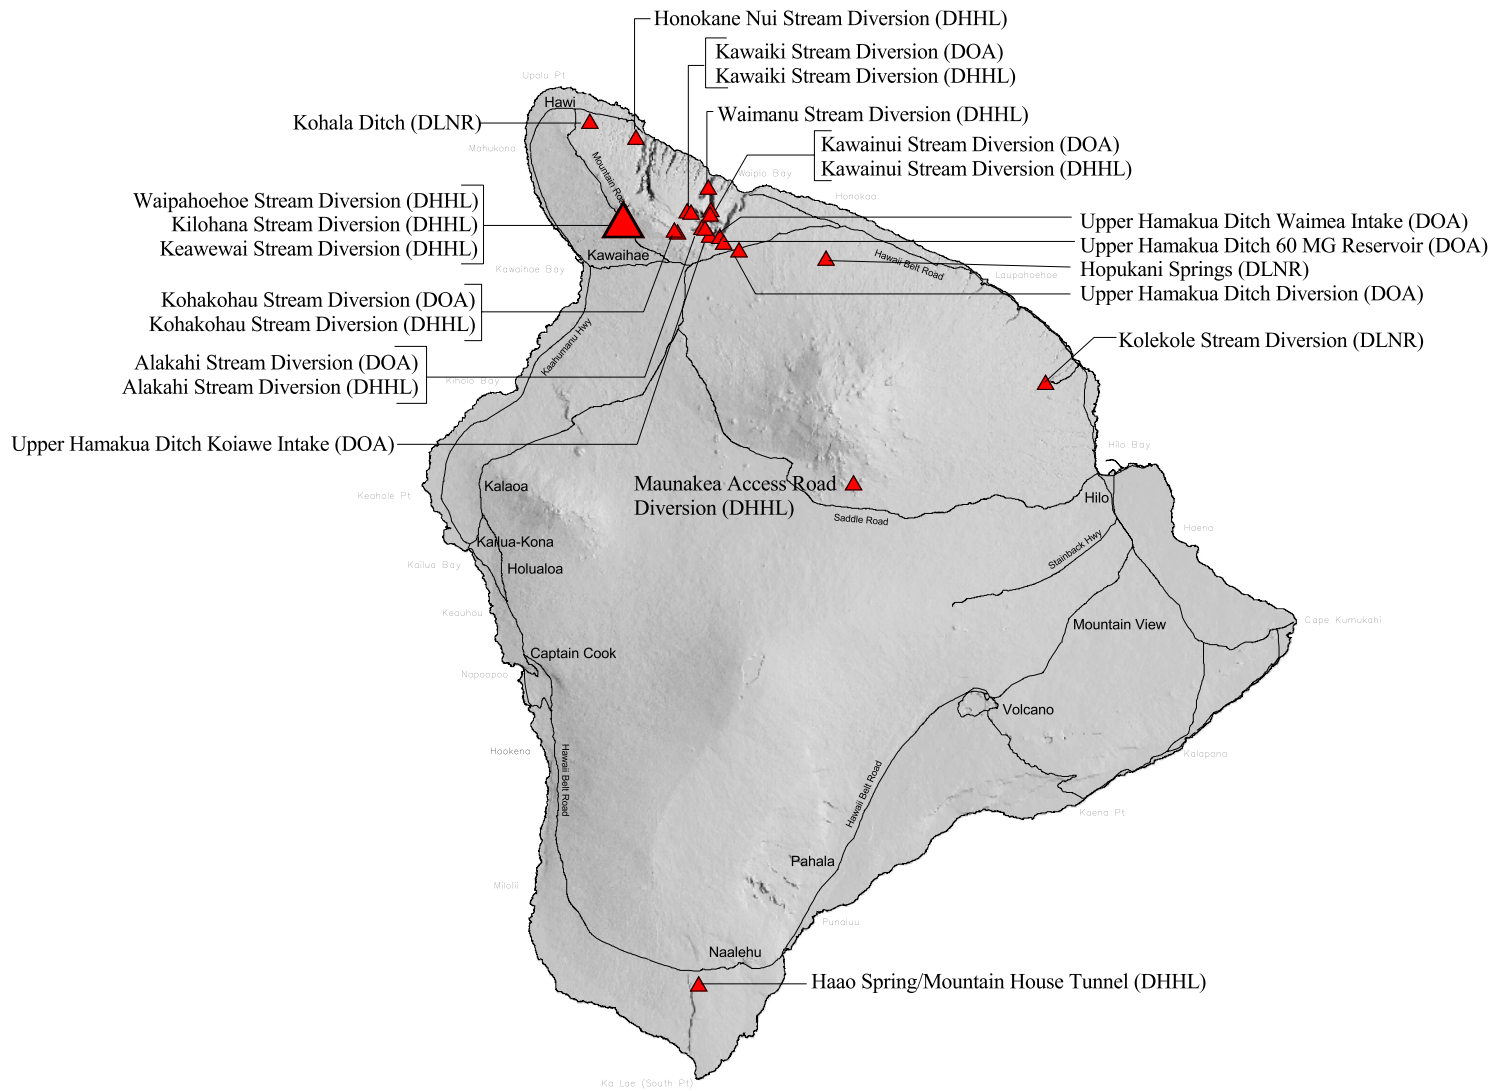 Honokane Nui Stream Diversion (DHHL)
Kawaiki Stream Diversion (DOA)
Kawaiki Stream Diversion (DHHL)
Upolu Pt
Hawi
Kohala Ditch (DLNR)
Waimanu Stream Diversion (DHHL)
Mahukona
Kawainui Stream Diversion (DOA)
Kawainui Stream Diversion (DHHL)
Mountain Road
Waipio Bay
Honokaa
Waipahoehoe Stream Diversion (DHHL)
Kilohana Stream Diversion (DHHL)
Keawewai Stream Diversion (DHHL)
Upper Hamakua Ditch Waimea Intake (DOA)
Upper Hamakua Ditch 60 MG Reservoir (DOA)
Hopukani Springs (DLNR)
Upper Hamakua Ditch Diversion (DOA)
Kawaihae
Kawaihae Bay
Hawaii Belt Road
Laupahoehoe
Kohakohau Stream Diversion (DOA)
Kohakohau Stream Diversion (DHHL)
Kaahumanu Hwy
Kolekole Stream Diversion (DLNR)
Alakahi Stream Diversion (DOA)
Alakahi Stream Diversion (DHHL)
Kiholo Bay
Upper Hamakua Ditch Koiawe Intake (DOA)
Hilo Bay
Keahole Pt
Kalaoa
Maunakea Access Road
Diversion (DHHL)
Saddle Road
Hilo
Haena
Kailua-Kona
Kailua Bay
Holualoa
Stainback Hwy
Keauhou
Mountain View
Cape Kumukahi
Captain Cook
Napoopoo
Volcano
Hookena
Hawaii Belt Road
Kalapana
Hawaii Belt Road
Kaena Pt
Pahala
Milolii
Punaluu
Naalehu
Haao Spring/Mountain House Tunnel (DHHL)
Ka Lae (South Pt)